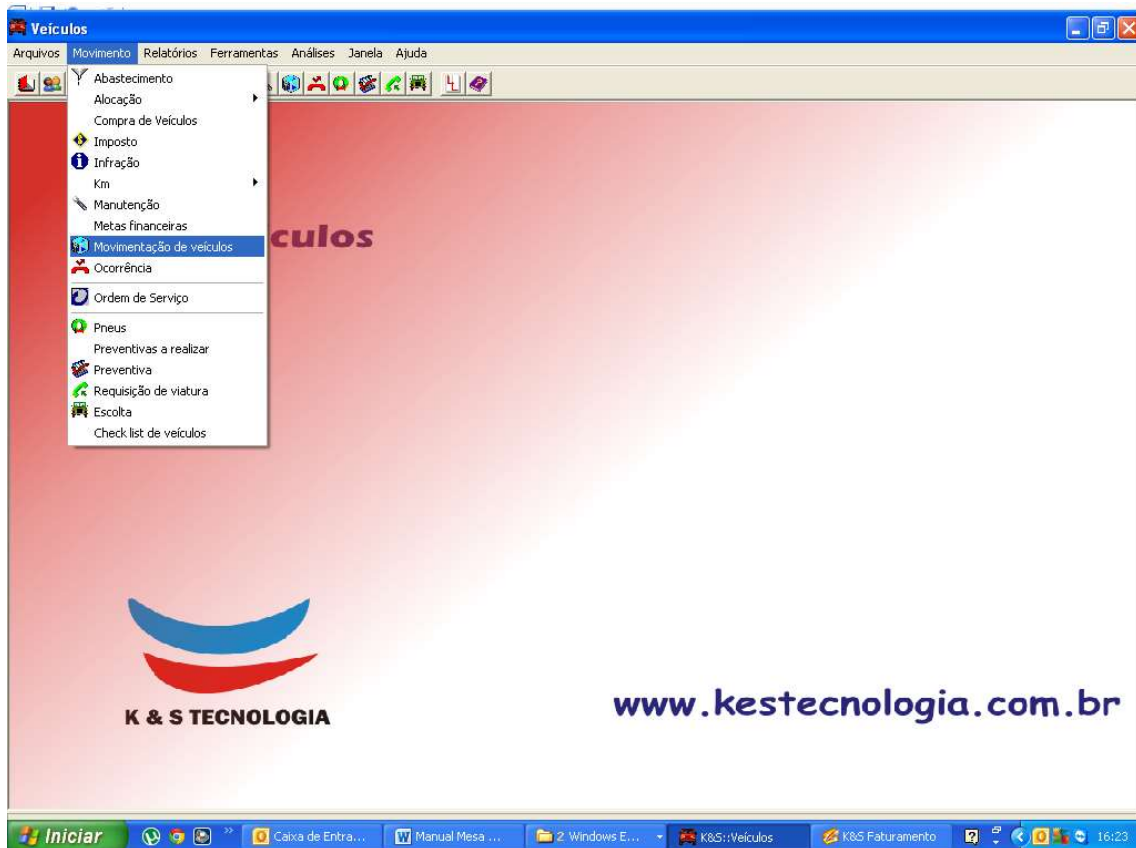 Veículos
Arquivos Movimento Relatórios Ferramentas Análises Janela Ajuda
Abastecimento
Alocação
Compra de Veículos
Imposto
Infração
Km
Manutenção
Metas financeiras
Movimentação de veículos
culos
Ocorrência
Ordem de Serviço
Pneus
Preventivas a realizar
Preventiva
Requisição de viatura
Escolta
Check list de veículos
K & S TECNOLOGIA
www.kestecnologia.com.br
Iniciar Caixa de Entra... Manual Mesa ... 2 Windows E... K&S::Veículos K&S Faturamento 16:23